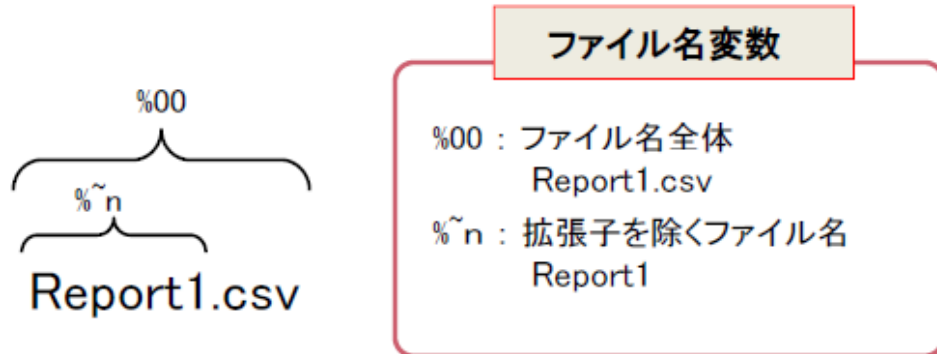 %00
%~n
Report1.csv
ファイル名変数
%00 : ファイル名全体
Report1.csv
%~n : 拡張子を除くファイル名
Report1